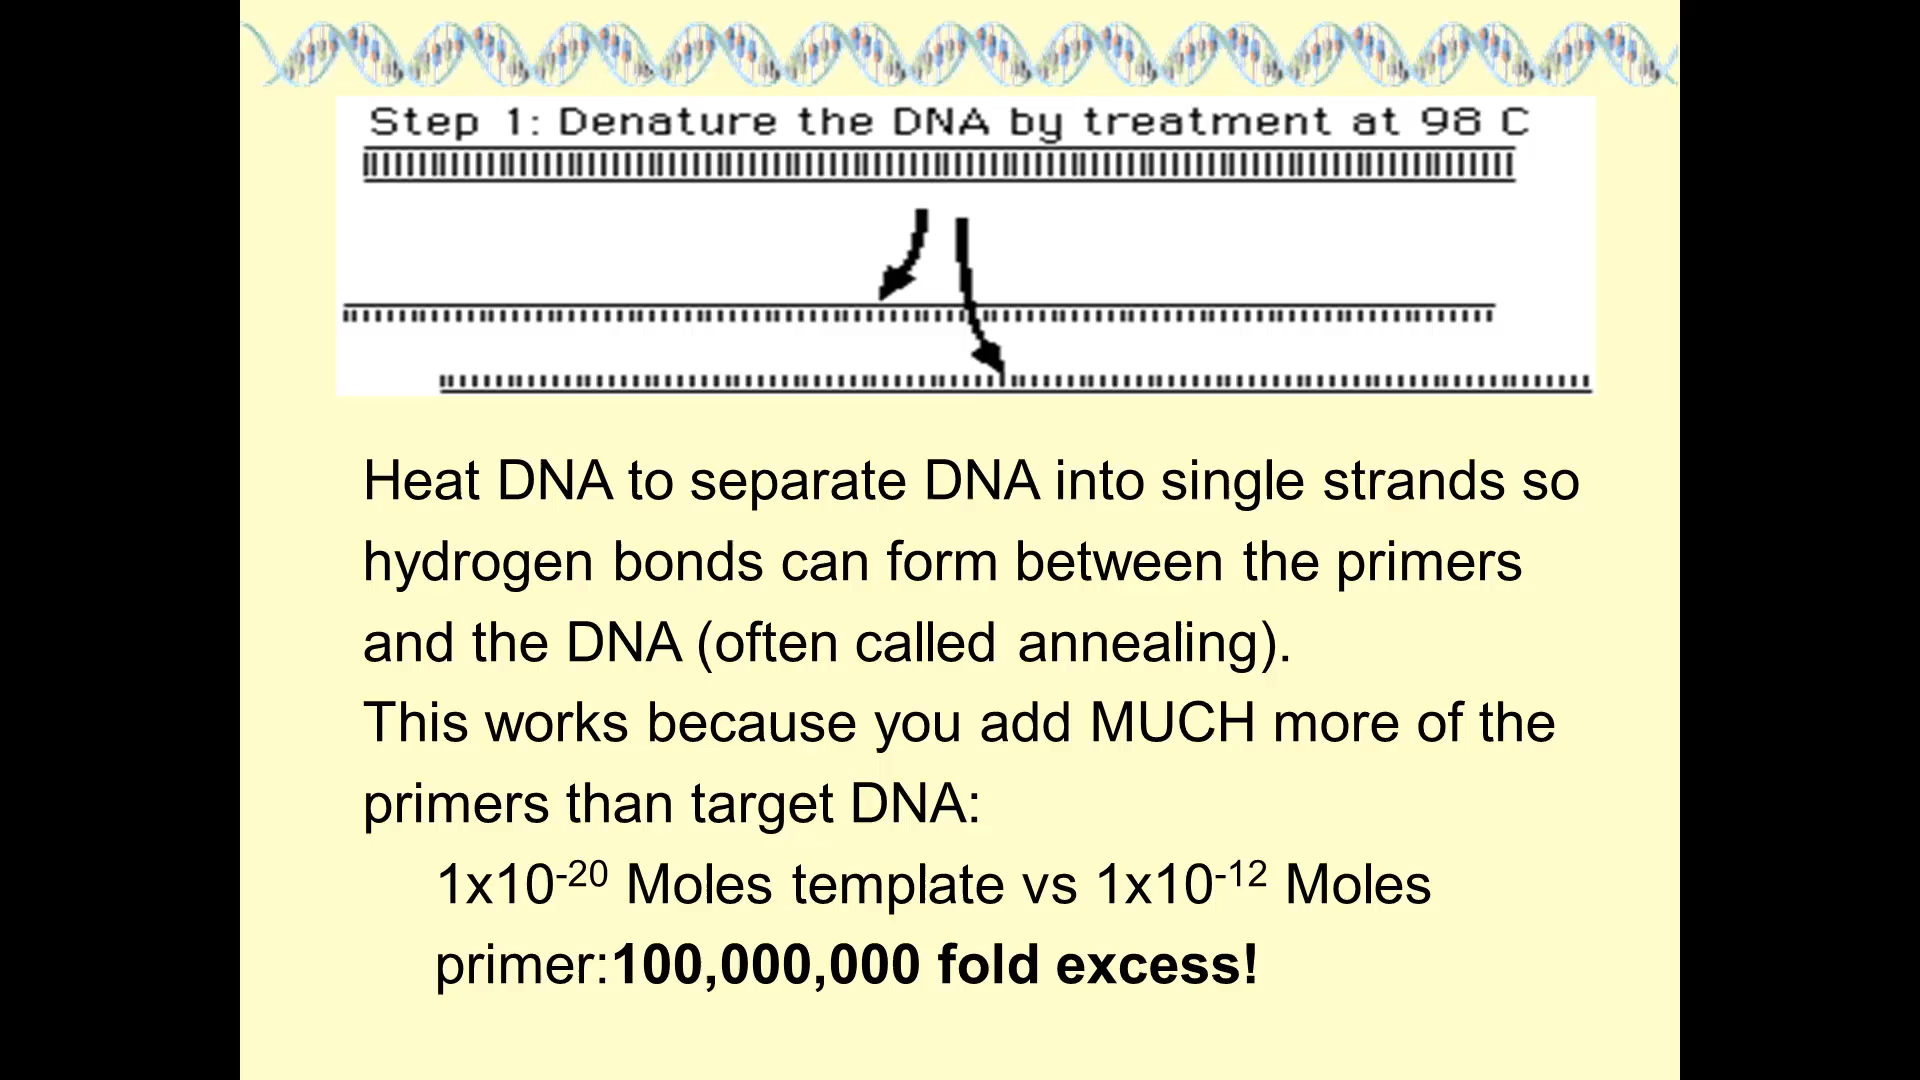 Step 1: Denature the DNA by treatment at 98 C
Heat DNA to separate DNA into single strands so
hydrogen bonds can form between the primers
and the DNA (often called annealing).
This works because you add MUCH more of the
primers than target DNA:
1x10⁻²⁰ Moles template vs 1x10⁻¹² Moles
primer:100,000,000 fold excess!